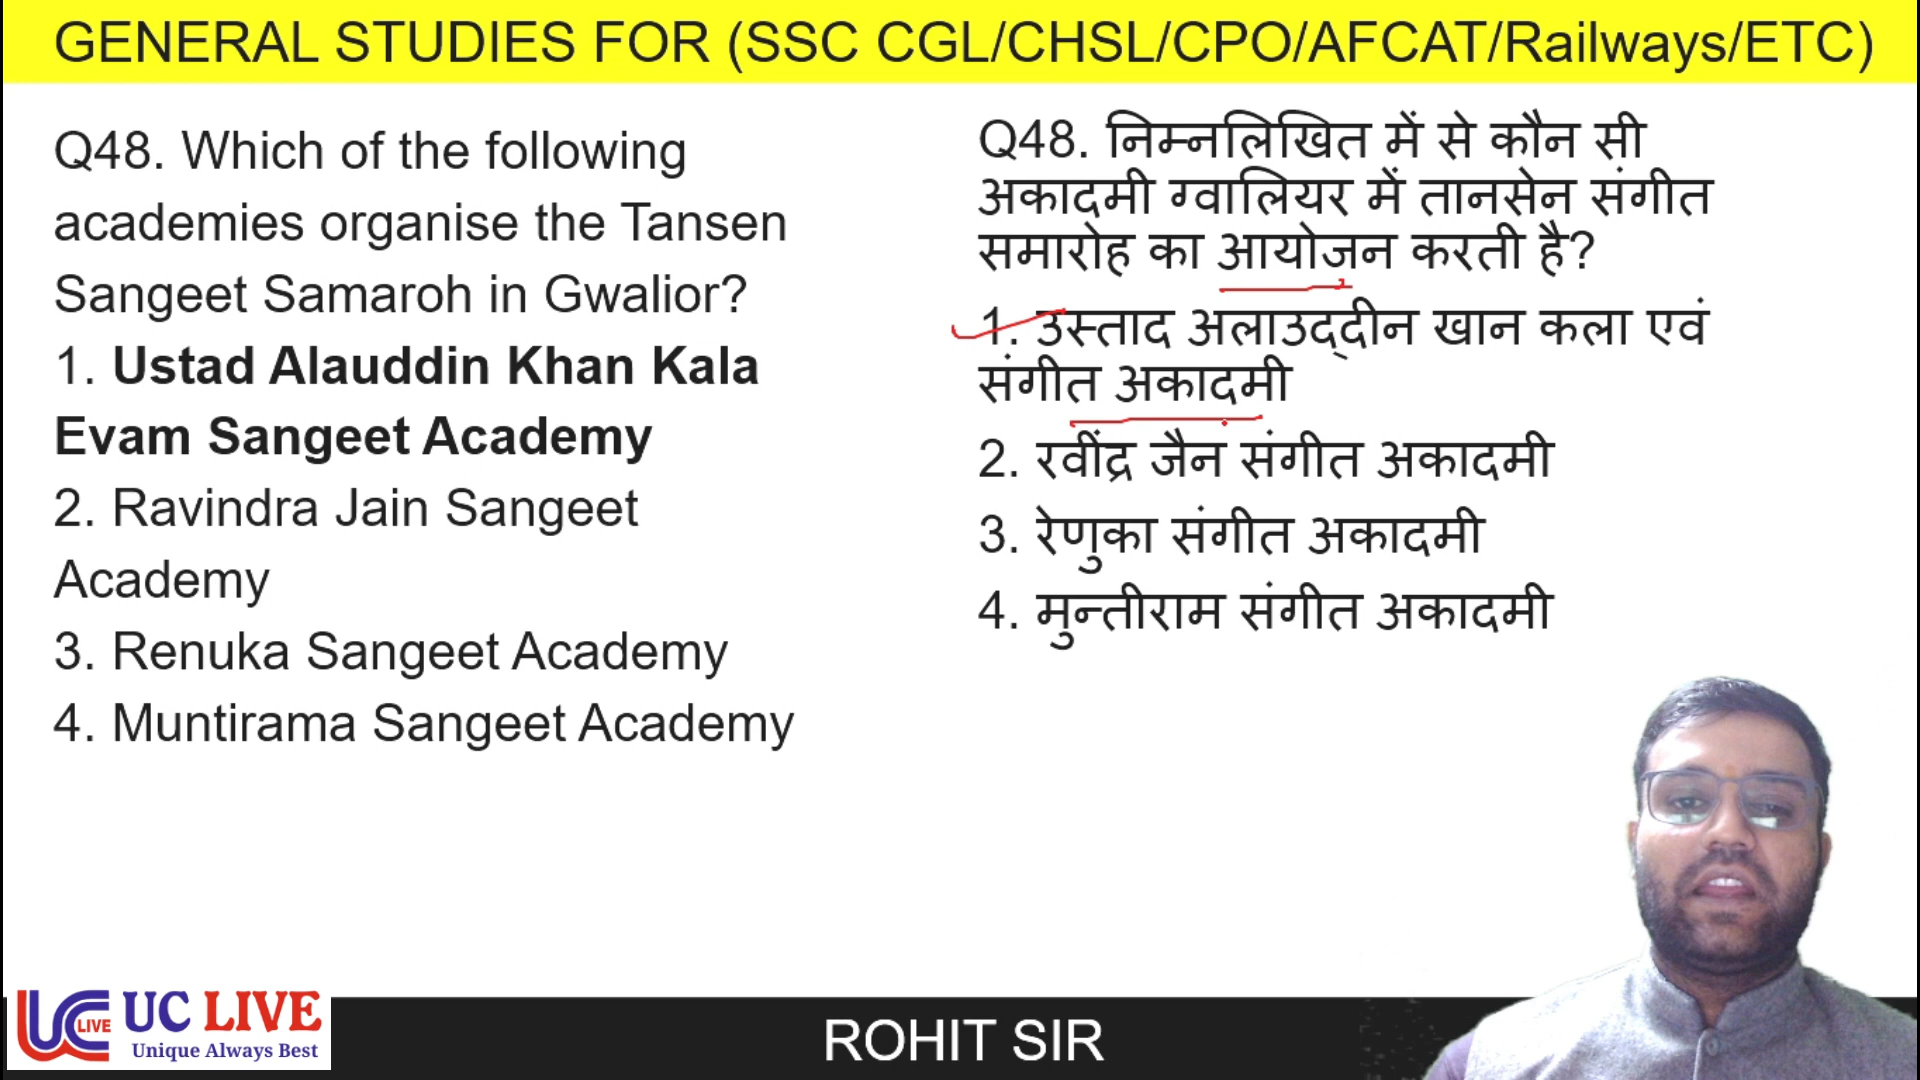 GENERAL STUDIES FOR (SSC CGL/CHSL/CPO/AFCAT/Railways/ETC)
Q48. Which of the following
academies organise the Tansen
Sangeet Samaroh in Gwalior?
1. Ustad Alauddin Khan Kala
Evam Sangeet Academy
2. Ravindra Jain Sangeet
Academy
3. Renuka Sangeet Academy
4. Muntirama Sangeet Academy
Q48. निम्नलिखित में से कौन सी
अकादमी ग्वालियर में तानसेन संगीत
समारोह का आयोजन करती है?
1. उस्ताद अलाउद्दीन खान कला एवं
संगीत अकादमी
2. रवींद्र जैन संगीत अकादमी
3. रेणुका संगीत अकादमी
4. मुन्तीराम संगीत अकादमी
UC LIVE UC LIVE
Unique Always Best
ROHIT SIR